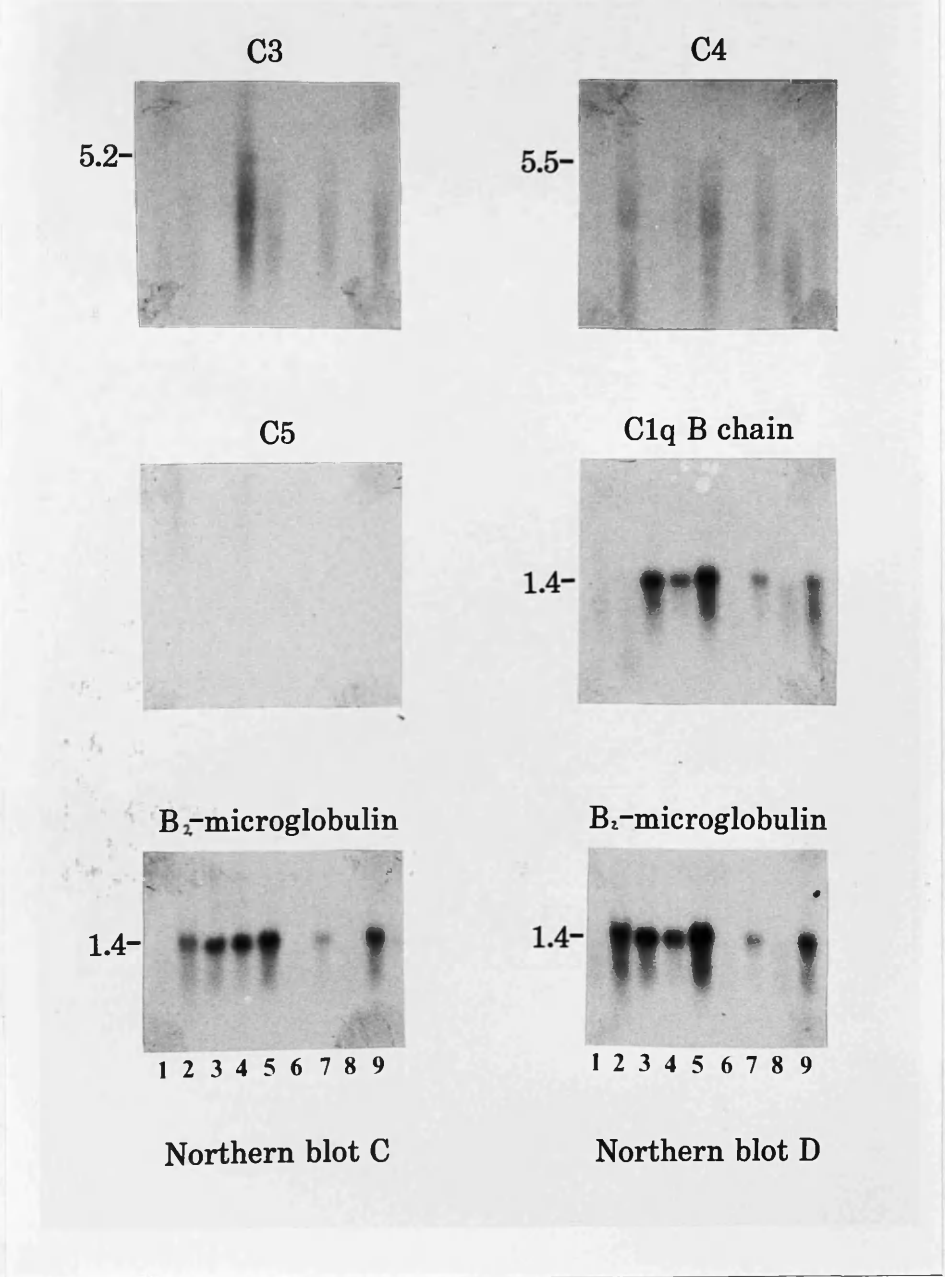 C3
C4
5.2-
5.5-
C5
C1q B chain
1.4-
B₂-microglobulin
B₂-microglobulin
1.4-
1.4-
1 2 3 4 5 6 7 8 9
1 2 3 4 5 6 7 8 9
Northern blot C
Northern blot D